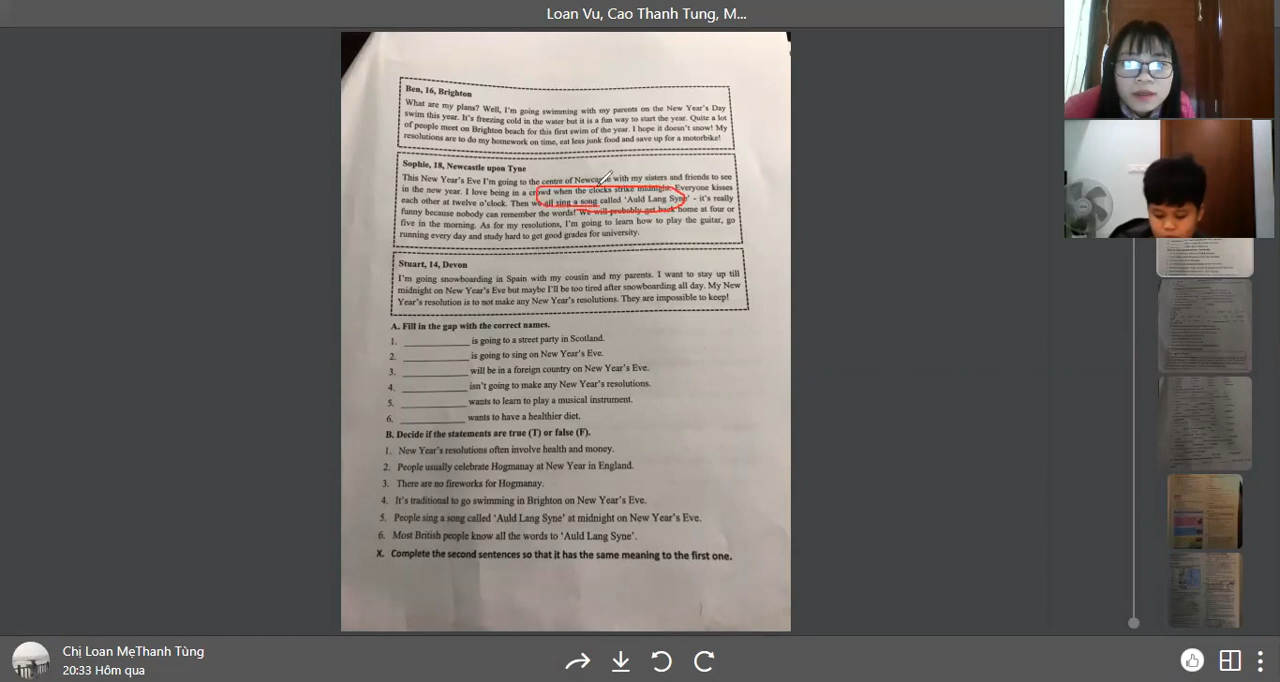 Loan Vu, Cao Thanh Tung, M...
Ben, 16, Brighton
What are my plans? Well, I'm going swimming with my parents on the New Year's Day
swim this year. It's freezing cold in the water but it is a fun way to start the year. Quite a lot
of people meet on Brighton beach for this first swim of the year. I hope it doesn't snow! My
resolutions are to do my homework on time, eat less junk food and save up for a motorbike!
Sophie, 18, Newcastle upon Tyne
This New Year's Eve I'm going to the centre of Newcastle with my sisters and friends to see
in the new year. I love being in a crowd when the clocks strike midnight. Everyone kisses
each other at twelve o'clock. Then we all sing a song called 'Auld Lang Syne' - it's really
funny because nobody can remember the words! We will probably get back home at four or
five in the morning. As for my resolutions, I'm going to learn how to play the guitar, go
running every day and study hard to get good grades for university.
Stuart, 14, Devon
I'm going snowboarding in Spain with my cousin and my parents. I want to stay up till
midnight on New Year's Eve but maybe I'll be too tired after snowboarding all day. My New
Year's resolution is to not make any New Year's resolutions. They are impossible to keep!
A. Fill in the gap with the correct names.
1. __________ is going to a street party in Scotland.
2. __________ is going to sing on New Year's Eve.
3. __________ will be in a foreign country on New Year's Eve.
4. __________ isn't going to make any New Year's resolutions.
5. __________ wants to learn to play a musical instrument.
6. __________ wants to have a healthier diet.
B. Decide if the statements are true (T) or false (F).
1. New Year's resolutions often involve health and money.
2. People usually celebrate Hogmanay at New Year in England.
3. There are no fireworks for Hogmanay.
4. It's traditional to go swimming in Brighton on New Year's Eve.
5. People sing a song called 'Auld Lang Syne' at midnight on New Year's Eve.
6. Most British people know all the words to 'Auld Lang Syne'.
X. Complete the second sentences so that it has the same meaning to the first one.
Chị Loan MẹThanh Tùng
20:33 Hôm qua